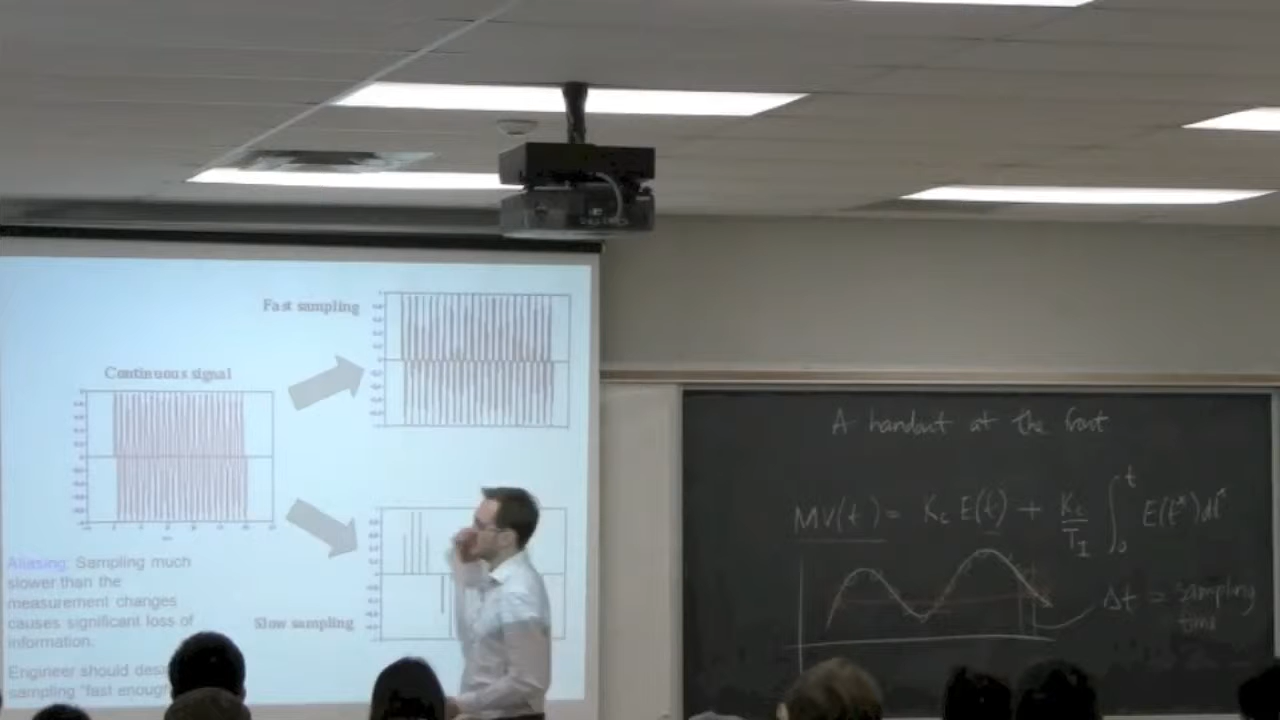 Fast sampling
Continuous signal
Slow sampling
Aliasing: Sampling much
slower than the
measurement changes
causes significant loss of
information.
Engineer should
sampling "fast enough
A handout at the front
MV(t) = Kc E(t) + Kc/TI ∫₀ᵗ E(t*)dt*
Δt = sampling
time